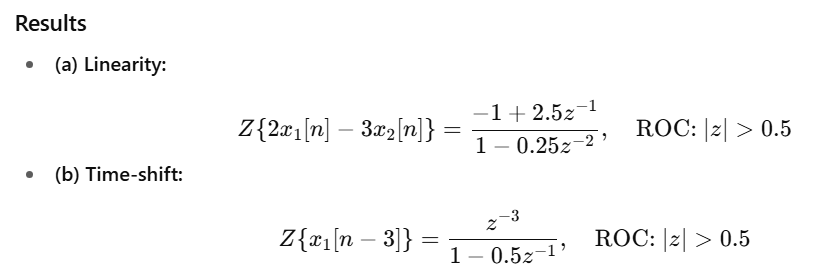 Results
• (a) Linearity:
Z{2x₁[n] − 3x₂[n]} = (−1 + 2.5z⁻¹)/(1 − 0.25z⁻²), ROC: |z| > 0.5
• (b) Time-shift:
Z{x₁[n − 3]} = z⁻³/(1 − 0.5z⁻¹), ROC: |z| > 0.5